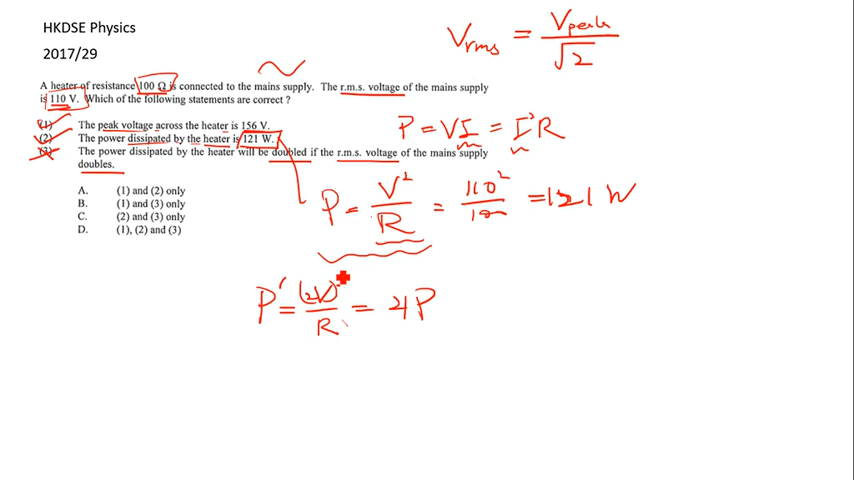 HKDSE Physics
2017/29
V rms = V peak / √2
A heater of resistance 100 Ω is connected to the mains supply. The r.m.s. voltage of the mains supply
is 110 V. Which of the following statements are correct ?
(1) The peak voltage across the heater is 156 V.
(2) The power dissipated by the heater is 121 W.
(3) The power dissipated by the heater will be doubled if the r.m.s. voltage of the mains supply
doubles.
P = VI = I²R
A. (1) and (2) only
B. (1) and (3) only
C. (2) and (3) only
D. (1), (2) and (3)
P = V² / R = 110² / 100 = 121 W
P' = (2V)² / R = 4P